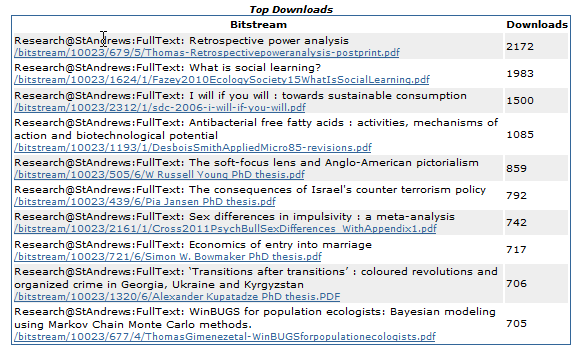 Top Downloads
Bitstream Downloads
Research@StAndrews:FullText: Retrospective power analysis
/bitstream/10023/679/5/Thomas-Retrospectivepoweranalysis-postprint.pdf 2172
Research@StAndrews:FullText: What is social learning?
/bitstream/10023/1624/1/Fazey2010EcologySociety15WhatIsSocialLearning.pdf 1983
Research@StAndrews:FullText: I will if you will : towards sustainable consumption
/bitstream/10023/2312/1/sdc-2006-i-will-if-you-will.pdf 1500
Research@StAndrews:FullText: Antibacterial free fatty acids : activities, mechanisms of
action and biotechnological potential 1085
/bitstream/10023/1193/1/DesboisSmithAppliedMicro85-revisions.pdf
Research@StAndrews:FullText: The soft-focus lens and Anglo-American pictorialism
/bitstream/10023/505/6/W Russell Young PhD thesis.pdf 859
Research@StAndrews:FullText: The consequences of Israel's counter terrorism policy
/bitstream/10023/439/6/Pia Jansen PhD thesis.pdf 792
Research@StAndrews:FullText: Sex differences in impulsivity : a meta-analysis
/bitstream/10023/2161/1/Cross2011PsychBullSexDifferences_WithAppendix1.pdf 742
Research@StAndrews:FullText: Economics of entry into marriage
/bitstream/10023/721/6/Simon W. Bowmaker PhD thesis.pdf 717
Research@StAndrews:FullText: 'Transitions after transitions' : coloured revolutions and
organized crime in Georgia, Ukraine and Kyrgyzstan 706
/bitstream/10023/1320/6/Alexander Kupatadze PhD thesis.PDF
Research@StAndrews:FullText: WinBUGS for population ecologists: Bayesian modeling
using Markov Chain Monte Carlo methods. 705
/bitstream/10023/677/4/ThomasGimenezetal-WinBUGSforpopulationecologists.pdf